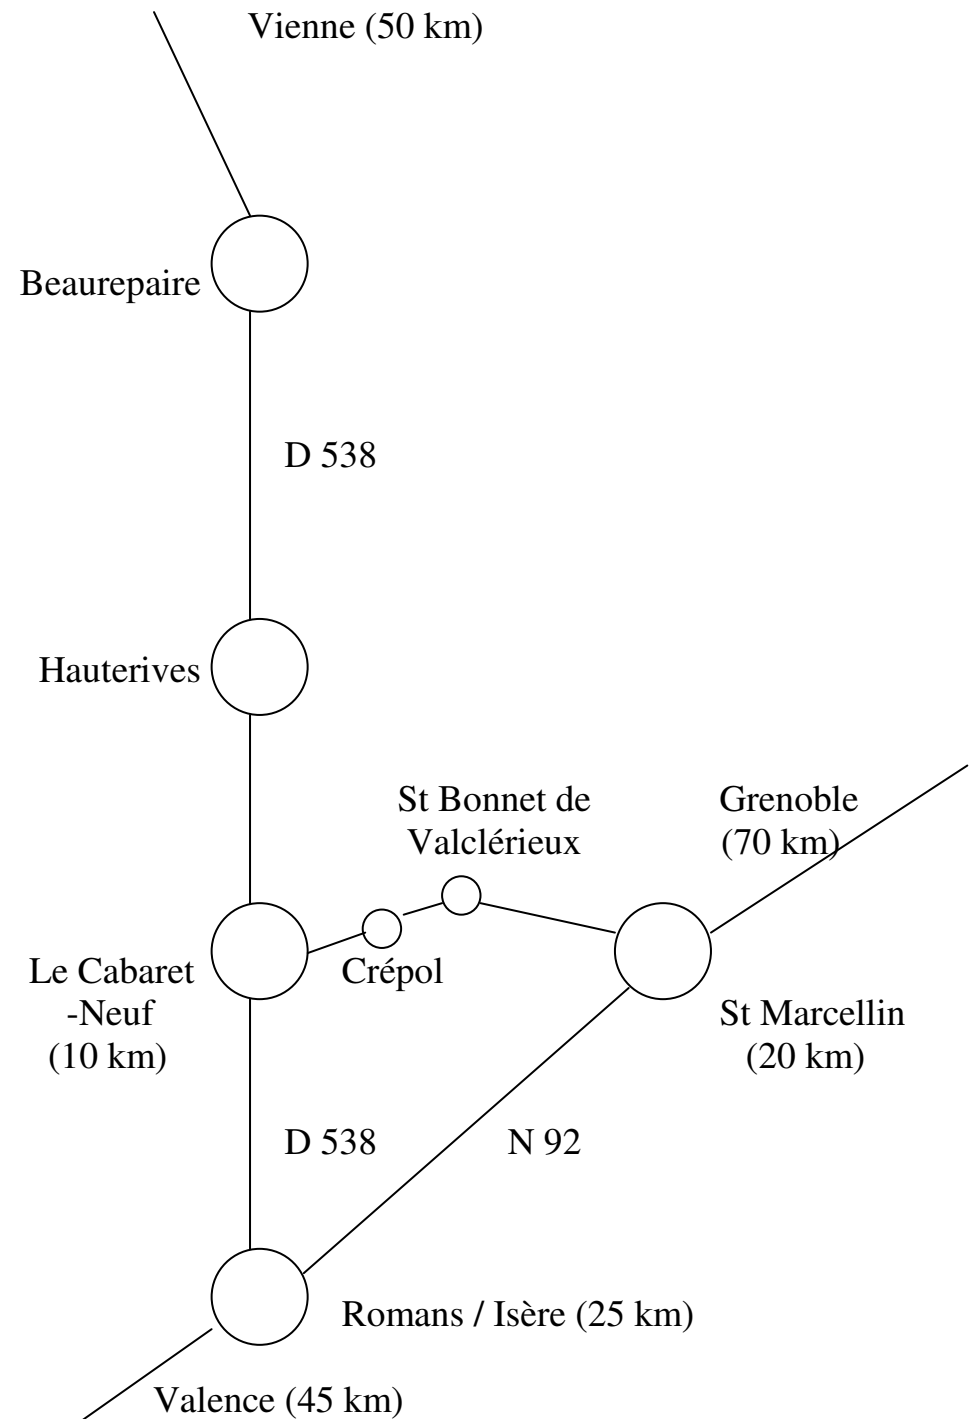 Vienne (50 km)
Beaurepaire
D 538
Hauterives
St Bonnet de
Valclérieux
Grenoble
(70 km)
Le Cabaret
-Neuf
(10 km)
Crépol
St Marcellin
(20 km)
D 538
N 92
Romans / Isère (25 km)
Valence (45 km)